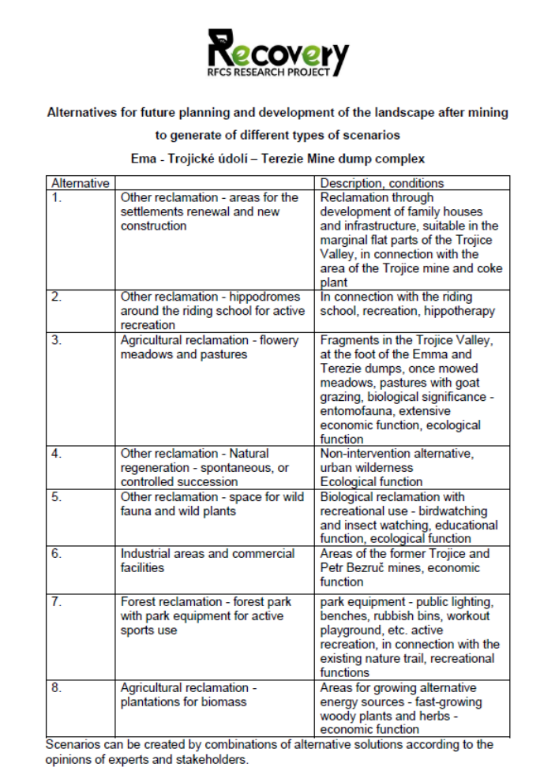 Recovery
RFCS RESEARCH PROJECT
Alternatives for future planning and development of the landscape after mining
to generate of different types of scenarios
Ema - Trojické údolí – Terezie Mine dump complex
Alternative
Description, conditions
1.
Other reclamation - areas for the
settlements renewal and new
construction
Reclamation through
development of family houses
and infrastructure, suitable in the
marginal flat parts of the Trojice
Valley, in connection with the
area of the Trojice mine and coke
plant
2.
Other reclamation - hippodromes
around the riding school for active
recreation
In connection with the riding
school, recreation, hippotherapy
3.
Agricultural reclamation - flowery
meadows and pastures
Fragments in the Trojice Valley,
at the foot of the Emma and
Terezie dumps, once mowed
meadows, pastures with goat
grazing, biological significance -
entomofauna, extensive
economic function, ecological
function
4.
Other reclamation - Natural
regeneration - spontaneous, or
controlled succession
Non-intervention alternative,
urban wilderness
Ecological function
5.
Other reclamation - space for wild
fauna and wild plants
Biological reclamation with
recreational use - birdwatching
and insect watching, educational
function, ecological function
6.
Industrial areas and commercial
facilities
Areas of the former Trojice and
Petr Bezruč mines, economic
function
7.
Forest reclamation - forest park
with park equipment for active
sports use
park equipment - public lighting,
benches, rubbish bins, workout
playground, etc. active
recreation, in connection with the
existing nature trail, recreational
functions
8.
Agricultural reclamation -
plantations for biomass
Areas for growing alternative
energy sources - fast-growing
woody plants and herbs -
economic function
Scenarios can be created by combinations of alternative solutions according to the
opinions of experts and stakeholders.